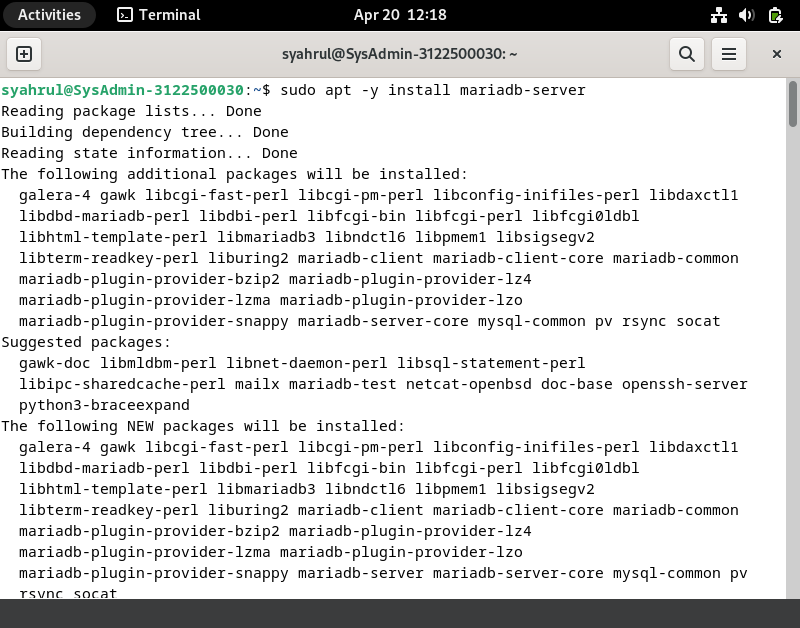 Activities Terminal Apr 20 12:18
syahrul@SysAdmin-3122500030: ~
syahrul@SysAdmin-3122500030:~$ sudo apt -y install mariadb-server
Reading package lists... Done
Building dependency tree... Done
Reading state information... Done
The following additional packages will be installed:
  galera-4 gawk libcgi-fast-perl libcgi-pm-perl libconfig-inifiles-perl libdaxctl1
  libdbd-mariadb-perl libdbi-perl libfcgi-bin libfcgi-perl libfcgi0ldbl
  libhtml-template-perl libmariadb3 libndctl6 libpmem1 libsigsegv2
  libterm-readkey-perl liburing2 mariadb-client mariadb-client-core mariadb-common
  mariadb-plugin-provider-bzip2 mariadb-plugin-provider-lz4
  mariadb-plugin-provider-lzma mariadb-plugin-provider-lzo
  mariadb-plugin-provider-snappy mariadb-server-core mysql-common pv rsync socat
Suggested packages:
  gawk-doc libmldbm-perl libnet-daemon-perl libsql-statement-perl
  libipc-sharedcache-perl mailx mariadb-test netcat-openbsd doc-base openssh-server
  python3-braceexpand
The following NEW packages will be installed:
  galera-4 gawk libcgi-fast-perl libcgi-pm-perl libconfig-inifiles-perl libdaxctl1
  libdbd-mariadb-perl libdbi-perl libfcgi-bin libfcgi-perl libfcgi0ldbl
  libhtml-template-perl libmariadb3 libndctl6 libpmem1 libsigsegv2
  libterm-readkey-perl liburing2 mariadb-client mariadb-client-core mariadb-common
  mariadb-plugin-provider-bzip2 mariadb-plugin-provider-lz4
  mariadb-plugin-provider-lzma mariadb-plugin-provider-lzo
  mariadb-plugin-provider-snappy mariadb-server mariadb-server-core mysql-common pv
  rsync socat